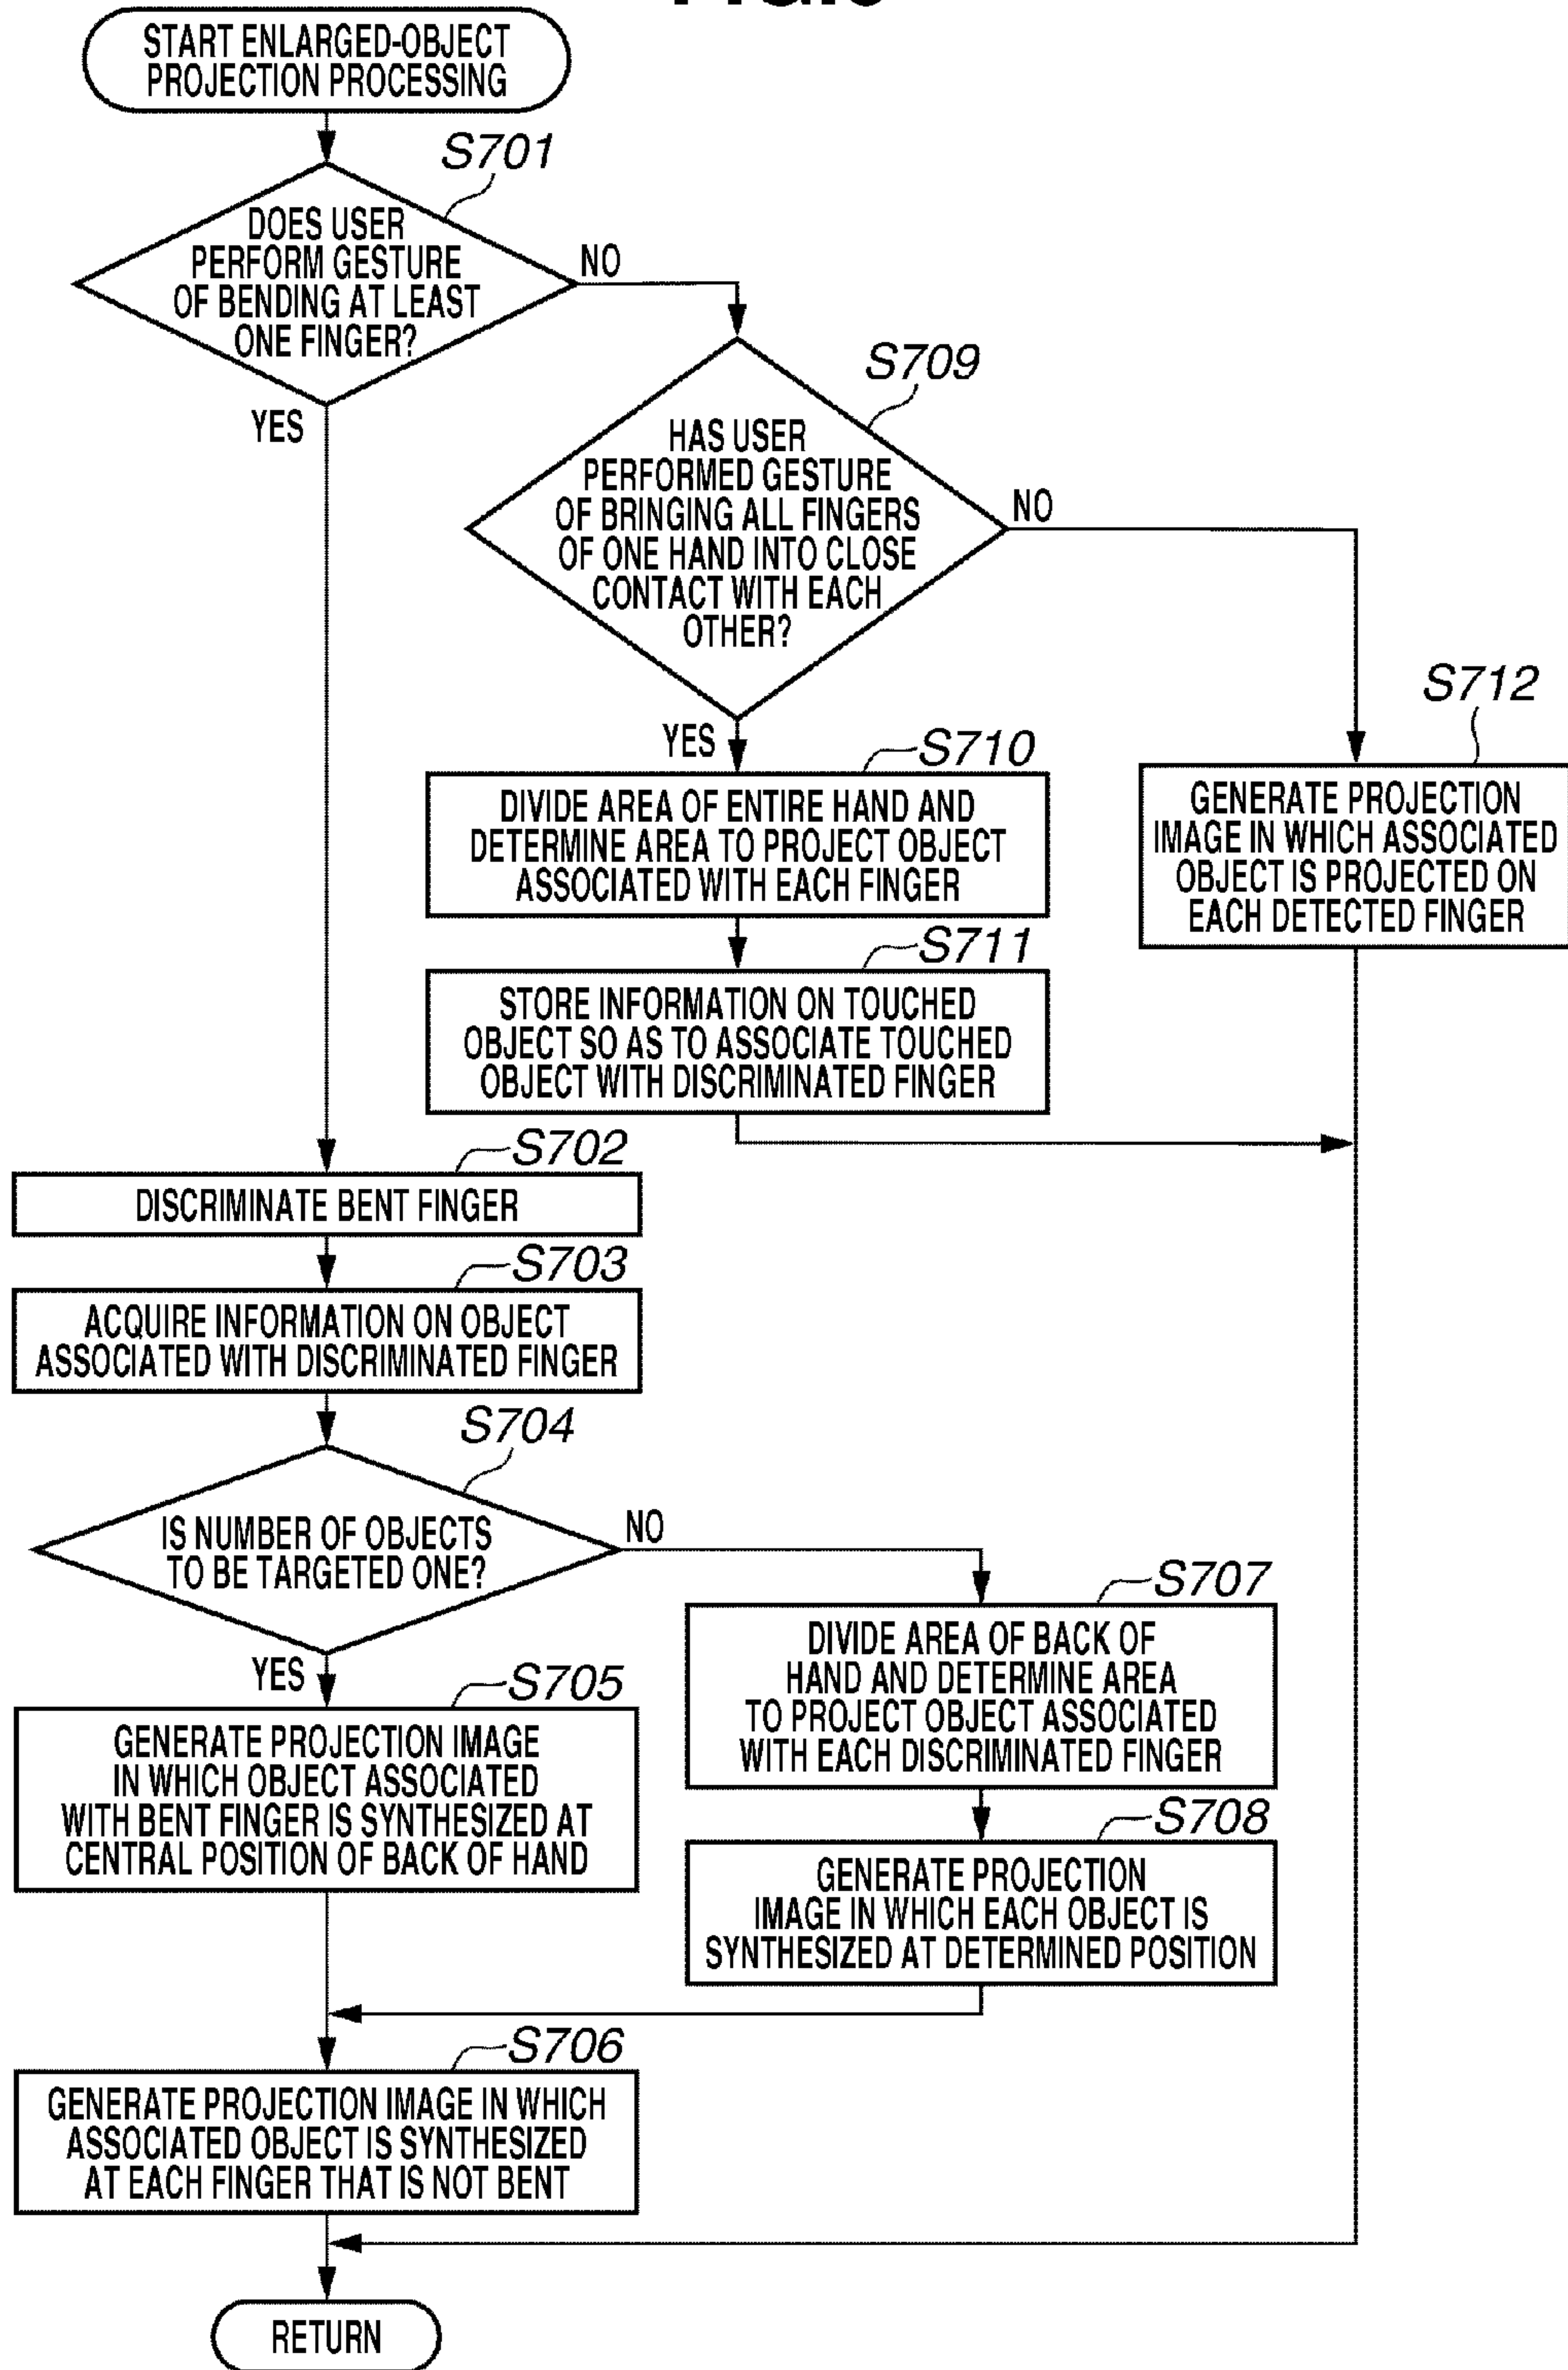 START ENLARGED-OBJECT
PROJECTION PROCESSING
S701
DOES USER
PERFORM GESTURE
OF BENDING AT LEAST
ONE FINGER?
NO
YES
S709
HAS USER
PERFORMED GESTURE
OF BRINGING ALL FINGERS
OF ONE HAND INTO CLOSE
CONTACT WITH EACH
OTHER?
NO
YES
S712
GENERATE PROJECTION
IMAGE IN WHICH ASSOCIATED
OBJECT IS PROJECTED ON
EACH DETECTED FINGER
S710
DIVIDE AREA OF ENTIRE HAND AND
DETERMINE AREA TO PROJECT OBJECT
ASSOCIATED WITH EACH FINGER
S711
STORE INFORMATION ON TOUCHED
OBJECT SO AS TO ASSOCIATE TOUCHED
OBJECT WITH DISCRIMINATED FINGER
S702
DISCRIMINATE BENT FINGER
S703
ACQUIRE INFORMATION ON OBJECT
ASSOCIATED WITH DISCRIMINATED FINGER
S704
IS NUMBER OF OBJECTS
TO BE TARGETED ONE?
NO
YES
S705
GENERATE PROJECTION IMAGE
IN WHICH OBJECT ASSOCIATED
WITH BENT FINGER IS SYNTHESIZED AT
CENTRAL POSITION OF BACK OF HAND
S707
DIVIDE AREA OF BACK OF
HAND AND DETERMINE AREA
TO PROJECT OBJECT ASSOCIATED
WITH EACH DISCRIMINATED FINGER
S708
GENERATE PROJECTION
IMAGE IN WHICH EACH OBJECT IS
SYNTHESIZED AT DETERMINED POSITION
S706
GENERATE PROJECTION IMAGE IN WHICH
ASSOCIATED OBJECT IS SYNTHESIZED
AT EACH FINGER THAT IS NOT BENT
RETURN